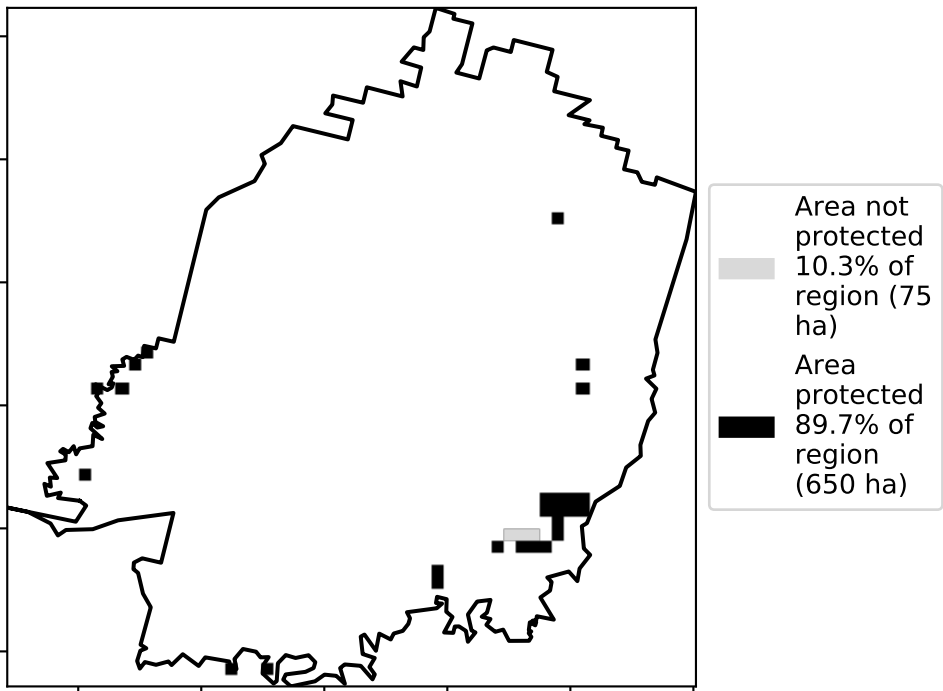 Area not
protected
10.3% of
region (75
ha)
Area
protected
89.7% of
region
(650 ha)